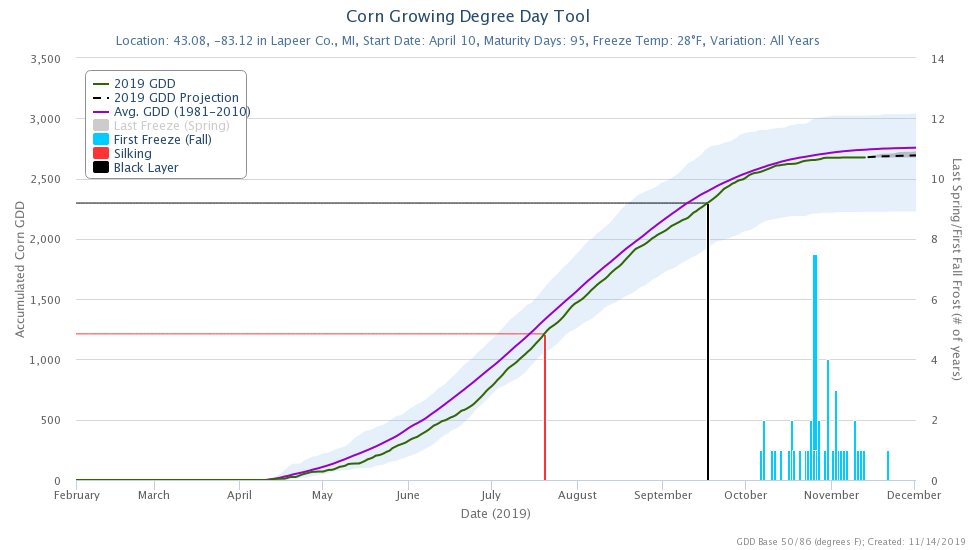 Corn Growing Degree Day Tool
Location: 43.08, -83.12 in Lapeer Co., MI, Start Date: April 10, Maturity Days: 95, Freeze Temp: 28°F, Variation: All Years
3,500
3,000
2,500
2,000
1,500
1,000
500
0
Accumulated Corn GDD
2019 GDD
2019 GDD Projection
Avg. GDD (1981-2010)
Last Freeze (Spring)
First Freeze (Fall)
Silking
Black Layer
14
12
10
8
6
4
2
0
Last Spring/First Fall Frost (# of years)
February March April May June July August September October November December
Date (2019)
GDD Base 50/86 (degrees F); Created: 11/14/2019